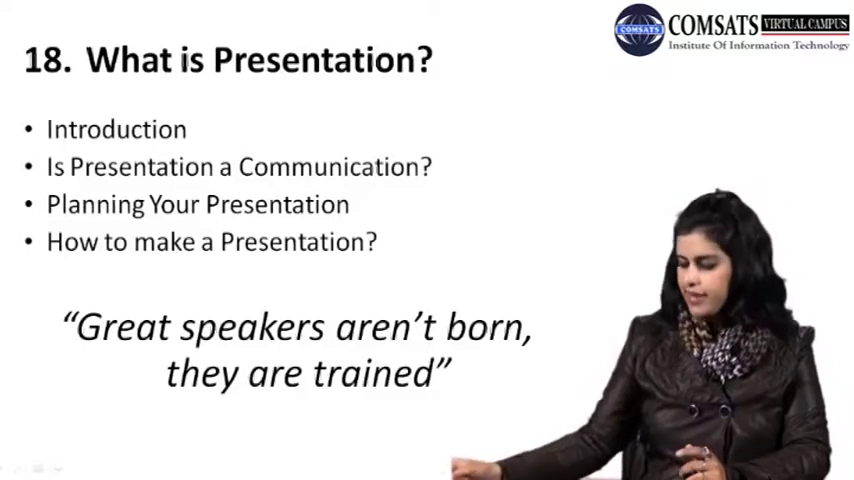 COMSATS VIRTUAL CAMPUS
Institute Of Information Technology
COMSATS
18. What is Presentation?
• Introduction
• Is Presentation a Communication?
• Planning Your Presentation
• How to make a Presentation?
“Great speakers aren’t born,
they are trained”